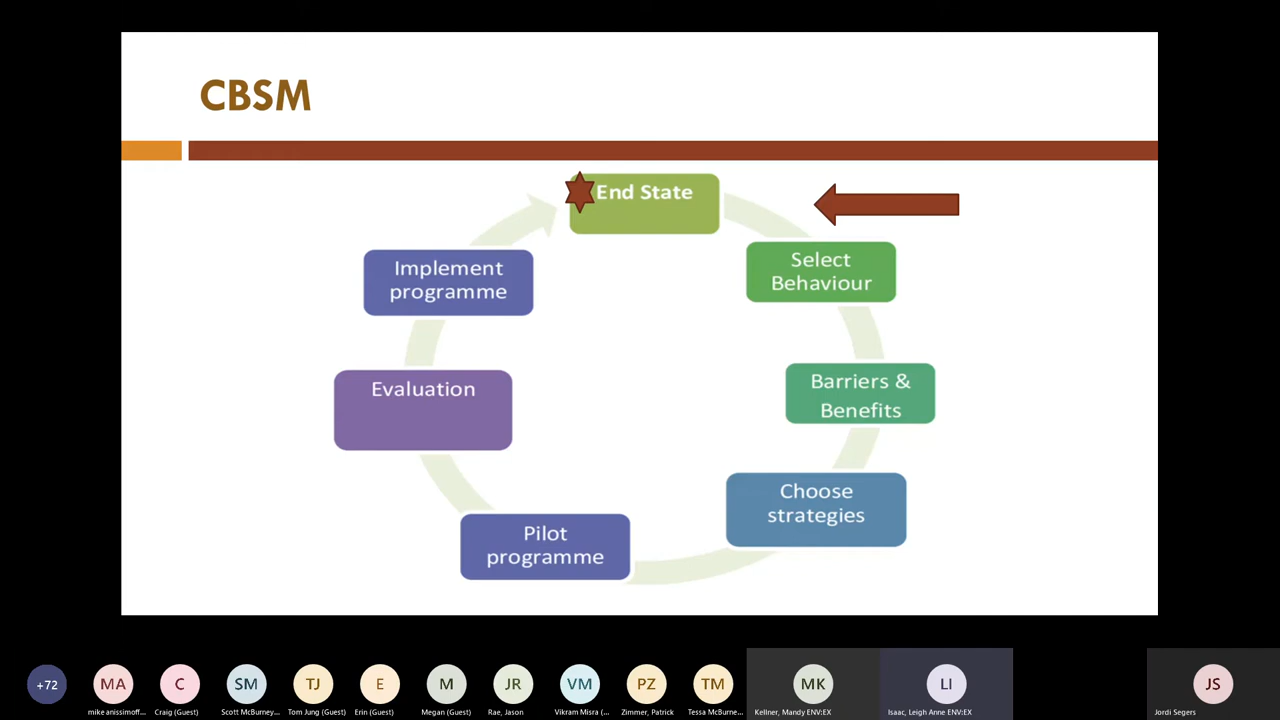 CBSM
End State
Select
Behaviour
Barriers &
Benefits
Choose
strategies
Pilot
programme
Evaluation
Implement
programme
+72
MA
C
SM
TJ
E
M
JR
VM
PZ
TM
MK
LI
JS
mike anissimoff...
Craig (Guest)
Scott McBurney...
Tom Jung (Guest)
Erin (Guest)
Megan (Guest)
Rae, Jason
Vikram Misra (...
Zimmer, Patrick
Tessa McBurne...
Kellner, Mandy ENV:EX
Isaac, Leigh Anne ENV:EX
Jordi Segers